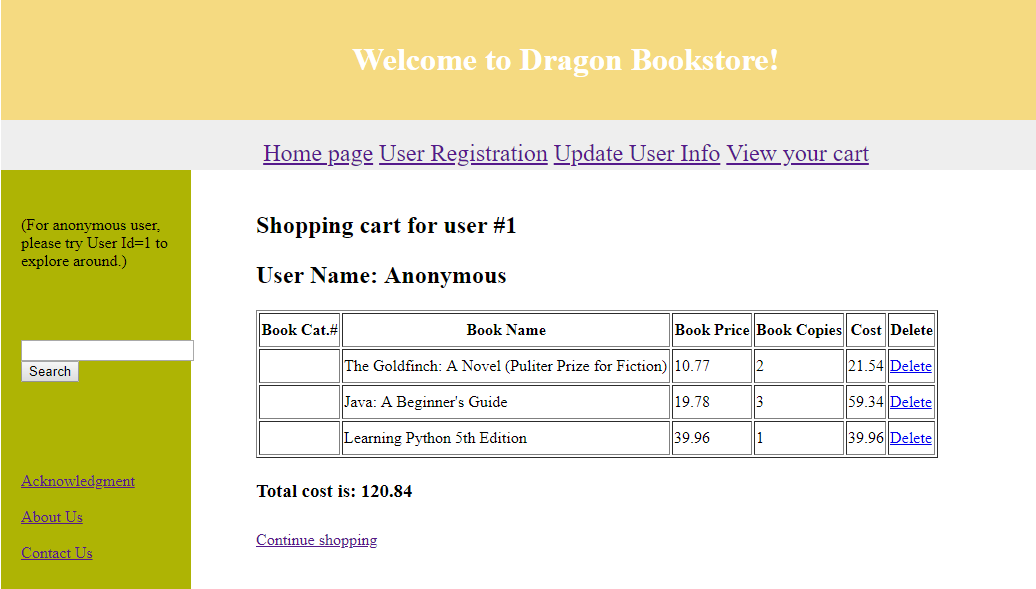 Welcome to Dragon Bookstore!
Home page User Registration Update User Info View your cart
(For anonymous user,
please try User Id=1 to
explore around.)
Search
Acknowledgment
About Us
Contact Us
Shopping cart for user #1
User Name: Anonymous
Book Cat.# Book Name Book Price Book Copies Cost Delete
The Goldfinch: A Novel (Puliter Prize for Fiction) 10.77 2 21.54 Delete
Java: A Beginner's Guide 19.78 3 59.34 Delete
Learning Python 5th Edition 39.96 1 39.96 Delete
Total cost is: 120.84
Continue shopping